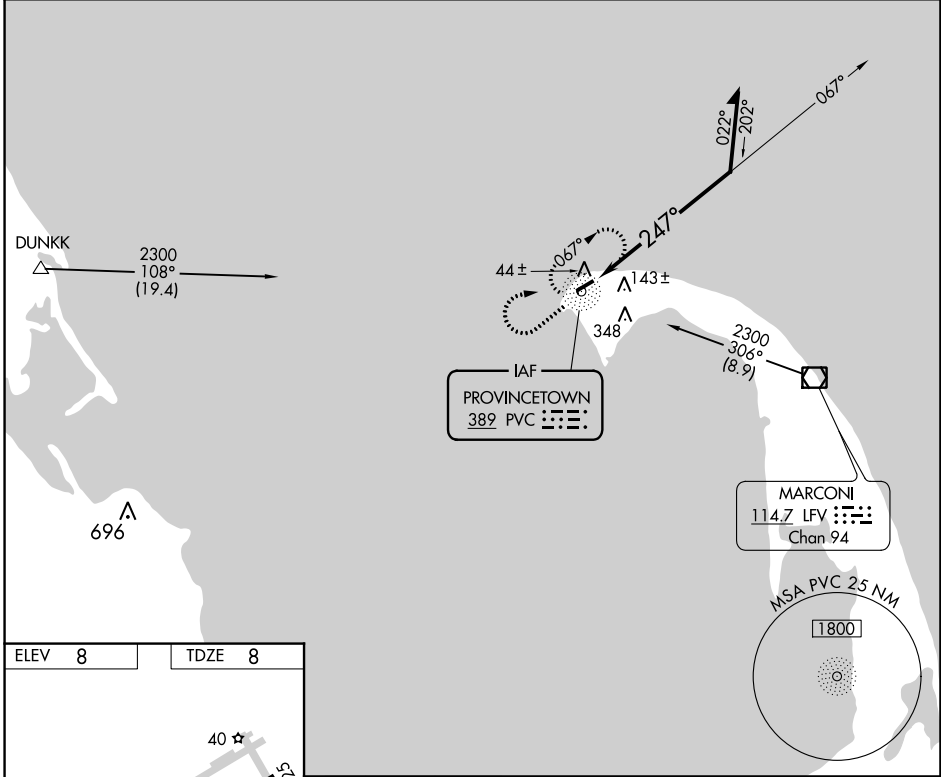 067°
022°
202°
247°
067°
DUNKK
2300
108°
(19.4)
44 ±
143 ±
348
2300
306°
(8.9)
IAF
PROVINCETOWN
389 PVC
MARCONI
114.7 LFV
Chan 94
696
MSA PVC 25 NM
1800
ELEV 8
TDZE 8
40
25